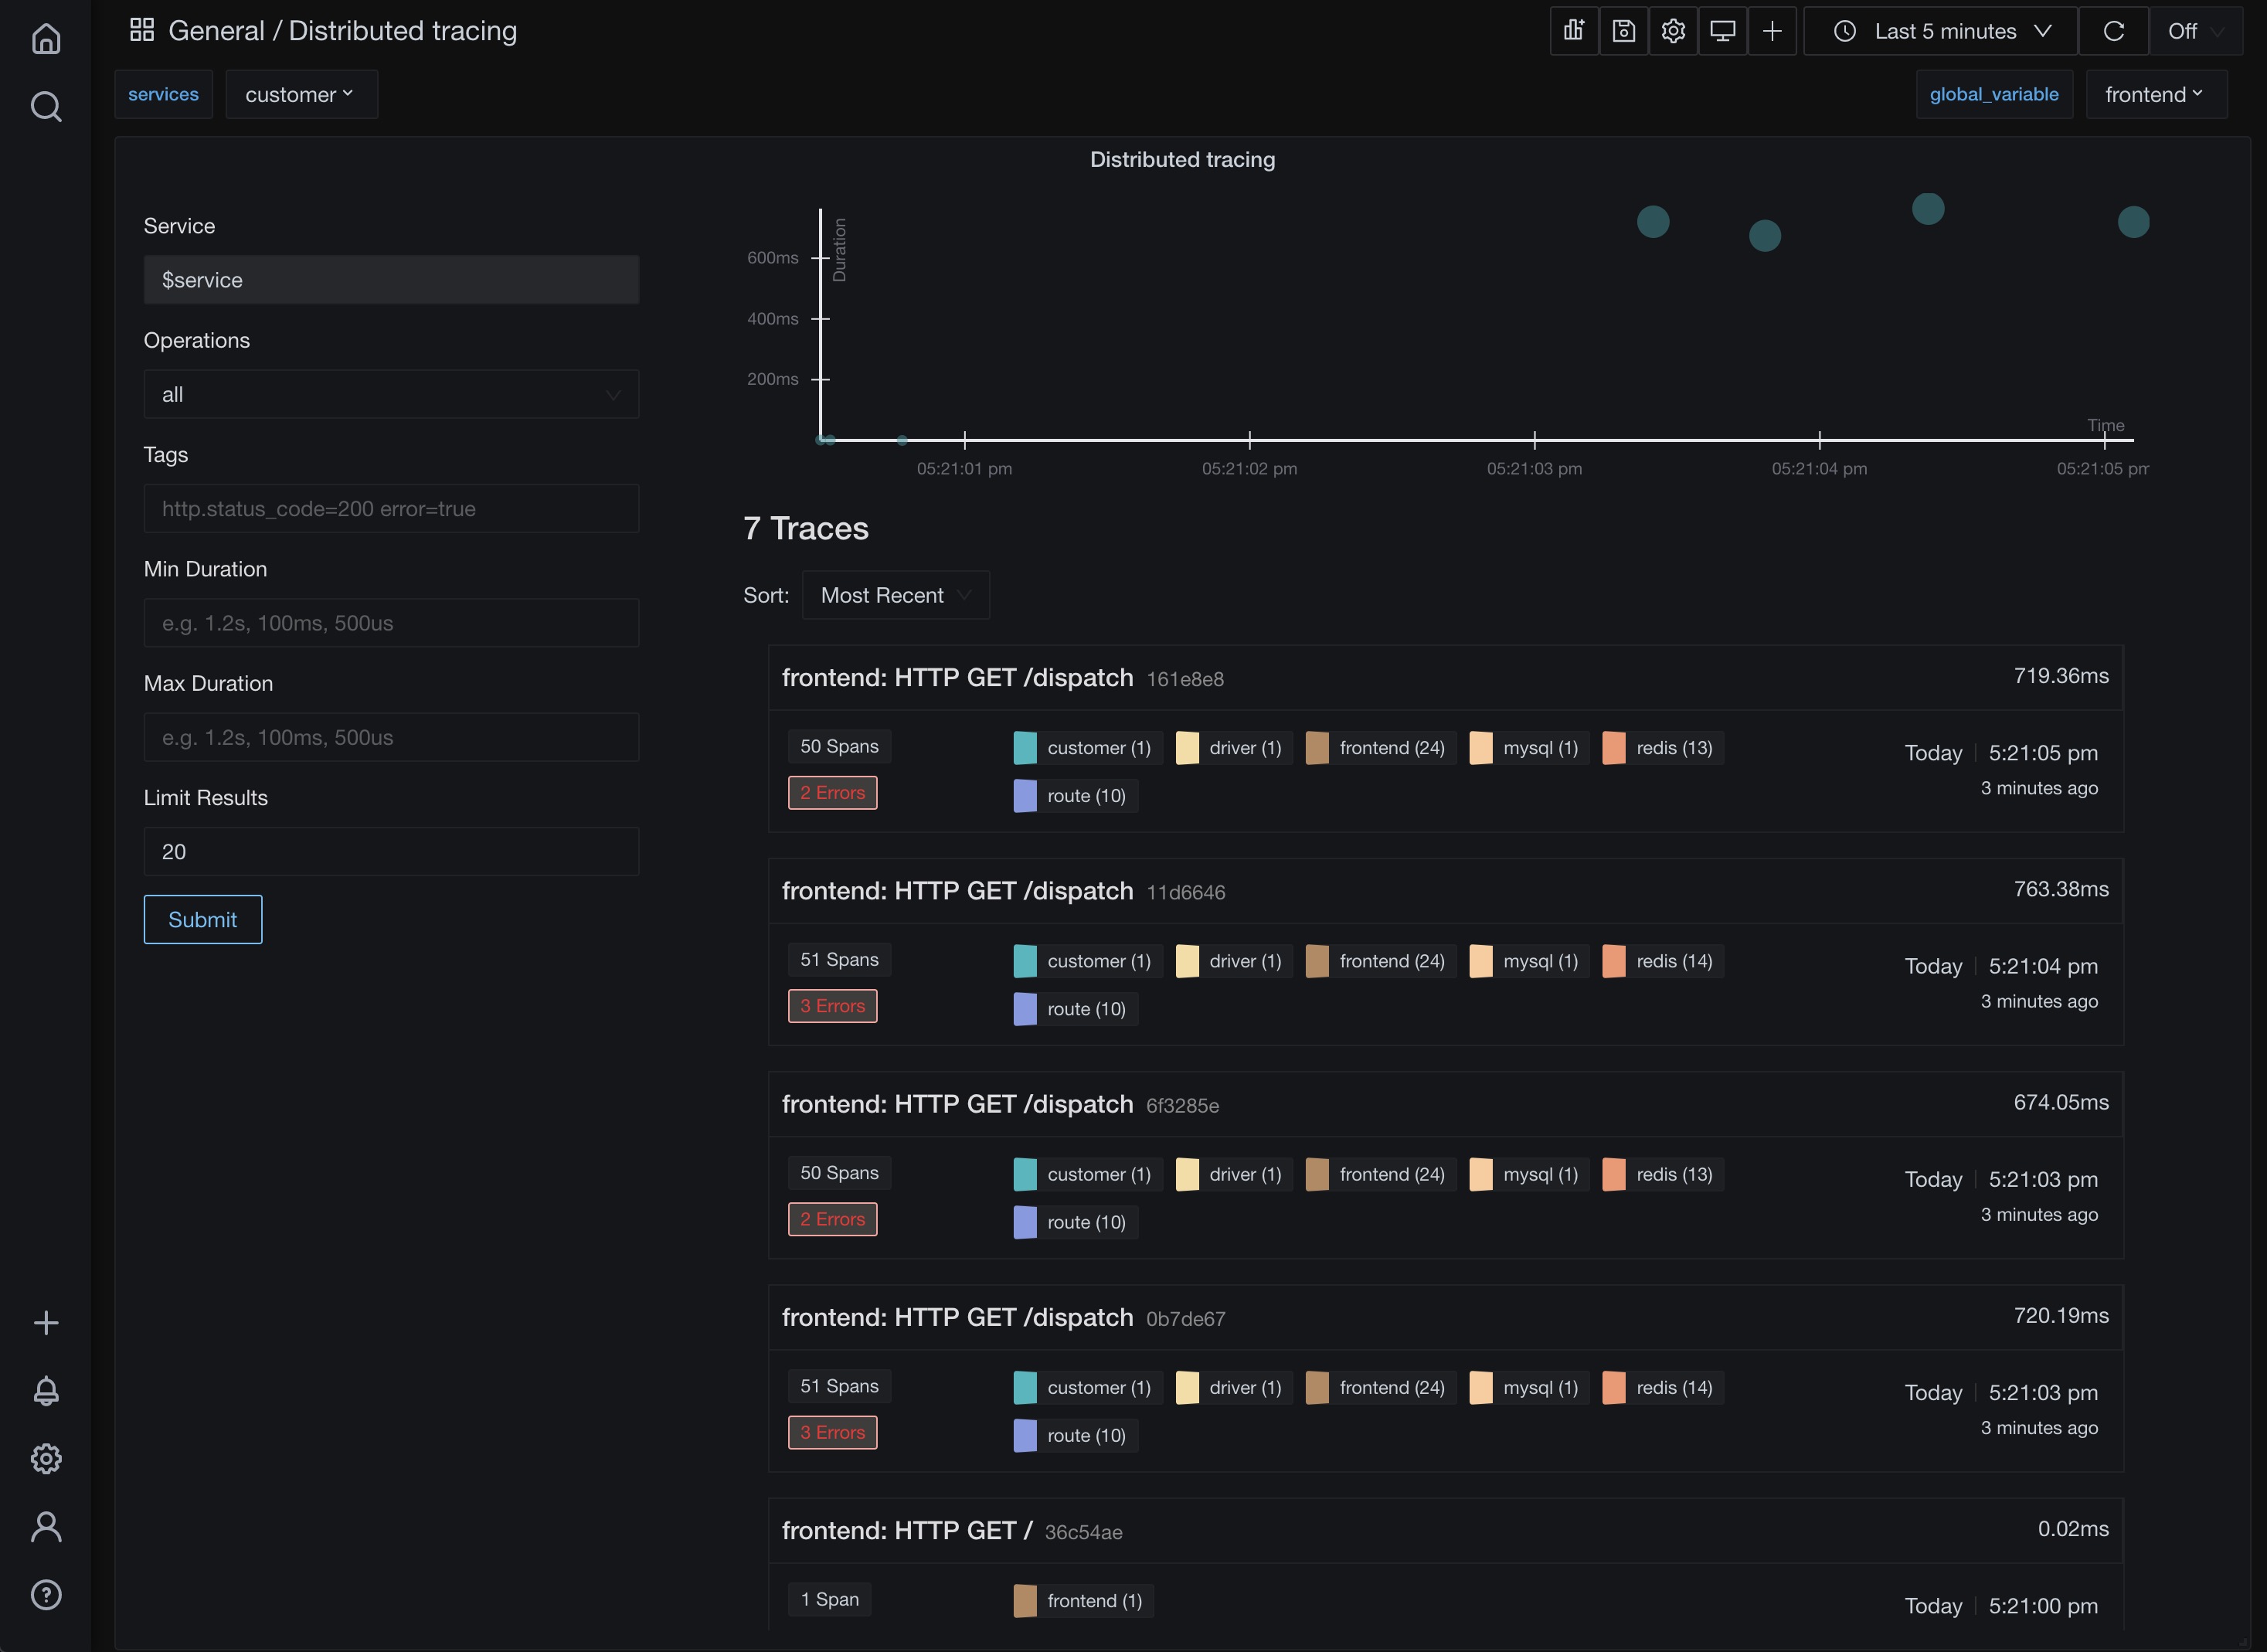 General / Distributed tracing
Last 5 minutes
Off
services
customer
global_variable
frontend
Distributed tracing
Service
$service
Operations
all
Tags
http.status_code=200 error=true
Min Duration
e.g. 1.2s, 100ms, 500us
Max Duration
e.g. 1.2s, 100ms, 500us
Limit Results
20
Submit
Duration
600ms
400ms
200ms
Time
05:21:01 pm
05:21:02 pm
05:21:03 pm
05:21:04 pm
05:21:05 pm
7 Traces
Sort: Most Recent
frontend: HTTP GET /dispatch 161e8e8 719.36ms
50 Spans customer (1) driver (1) frontend (24) mysql (1) redis (13) Today 5:21:05 pm
2 Errors route (10) 3 minutes ago
frontend: HTTP GET /dispatch 11d6646 763.38ms
51 Spans customer (1) driver (1) frontend (24) mysql (1) redis (14) Today 5:21:04 pm
3 Errors route (10) 3 minutes ago
frontend: HTTP GET /dispatch 6f3285e 674.05ms
50 Spans customer (1) driver (1) frontend (24) mysql (1) redis (13) Today 5:21:03 pm
2 Errors route (10) 3 minutes ago
frontend: HTTP GET /dispatch 0b7de67 720.19ms
51 Spans customer (1) driver (1) frontend (24) mysql (1) redis (14) Today 5:21:03 pm
3 Errors route (10) 3 minutes ago
frontend: HTTP GET / 36c54ae 0.02ms
1 Span frontend (1) Today 5:21:00 pm